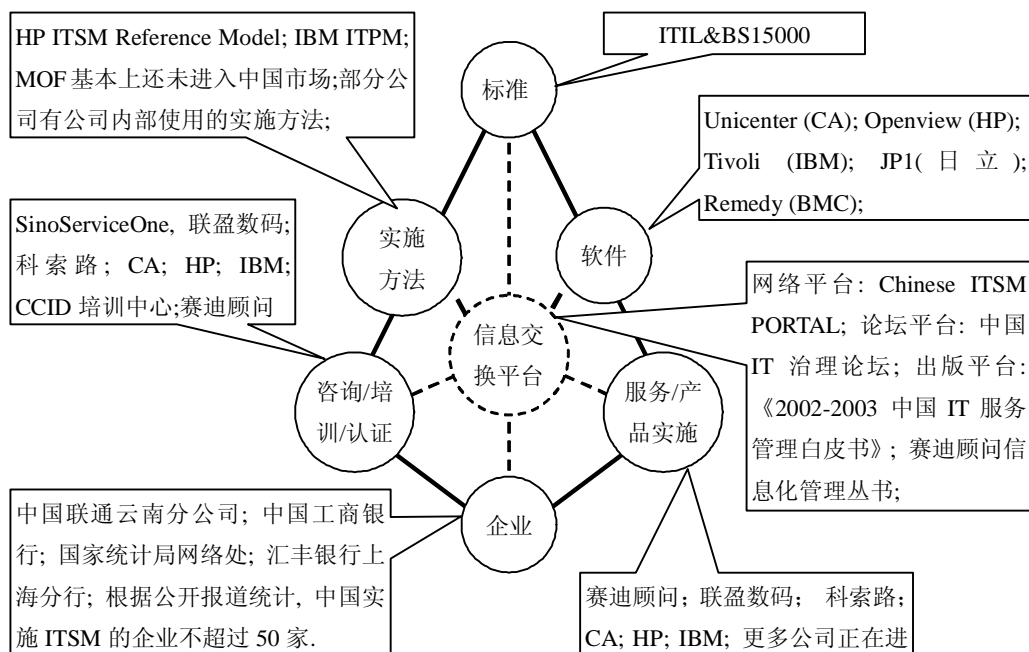 HP ITSM Reference Model; IBM ITPM;
MOF 基本上还未进入中国市场;部分公
司有公司内部使用的实施方法;
ITIL&BS15000
标准
Unicenter (CA); Openview (HP);
Tivoli (IBM); JP1(日立);
Remedy (BMC);
SinoServiceOne, 联盈数码;
科索路; CA; HP; IBM;
CCID 培训中心;赛迪顾问
实施
方法
软件
网络平台: Chinese ITSM
PORTAL; 论坛平台: 中国
IT 治理论坛; 出版平台:
《2002-2003 中国 IT 服务
管理白皮书》; 赛迪顾问信
息化管理丛书;
信息交
换平台
咨询/培
训/认证
服务/产
品实施
中国联通云南分公司; 中国工商银
行; 国家统计局网络处; 汇丰银行上
海分行; 根据公开报道统计, 中国实
施 ITSM 的企业不超过 50 家.
企业
赛迪顾问; 联盈数码; 科索路;
CA; HP; IBM; 更多公司正在进